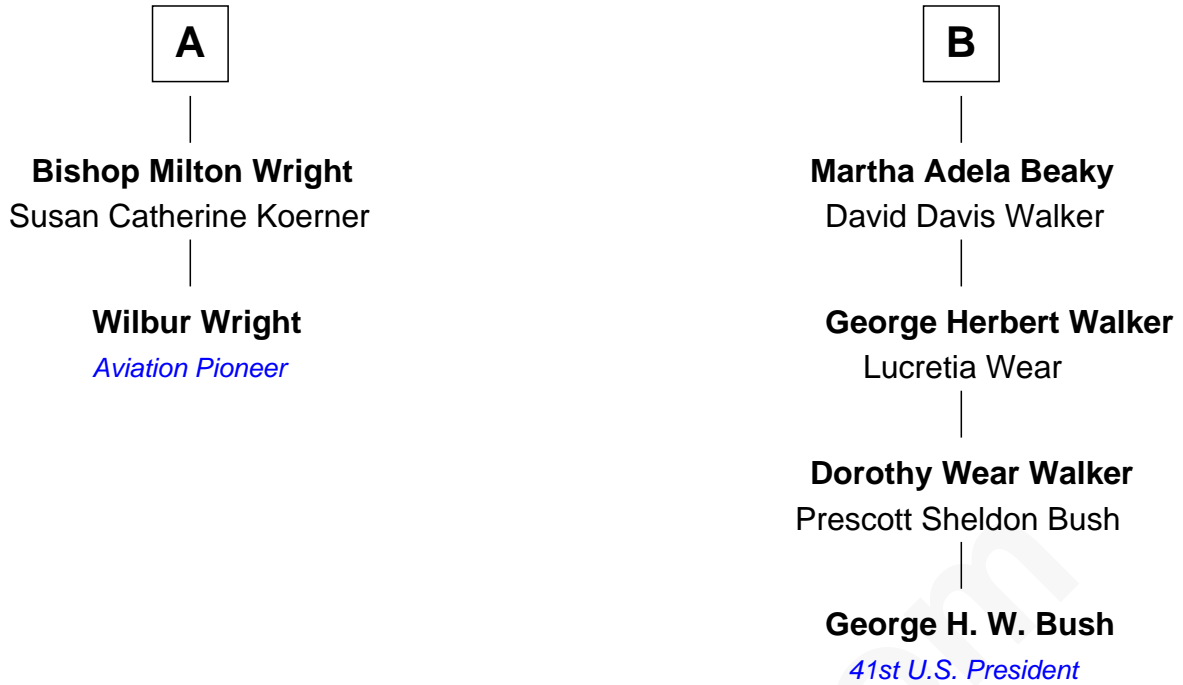 A
Bishop Milton Wright
Susan Catherine Koerner
Wilbur Wright
Aviation Pioneer
B
Martha Adela Beaky
David Davis Walker
George Herbert Walker
Lucretia Wear
Dorothy Wear Walker
Prescott Sheldon Bush
George H. W. Bush
41st U.S. President